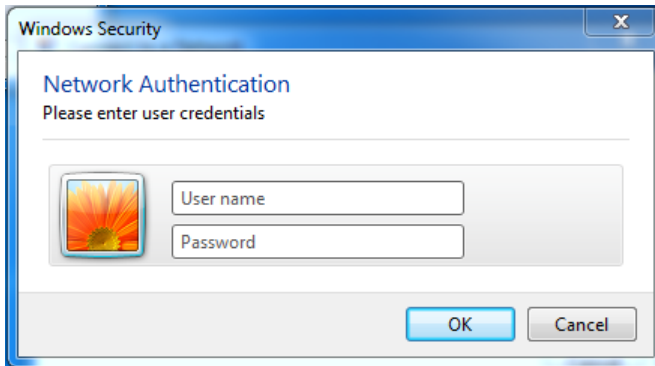 Windows Security
Network Authentication
Please enter user credentials
User name
Password
OK
Cancel